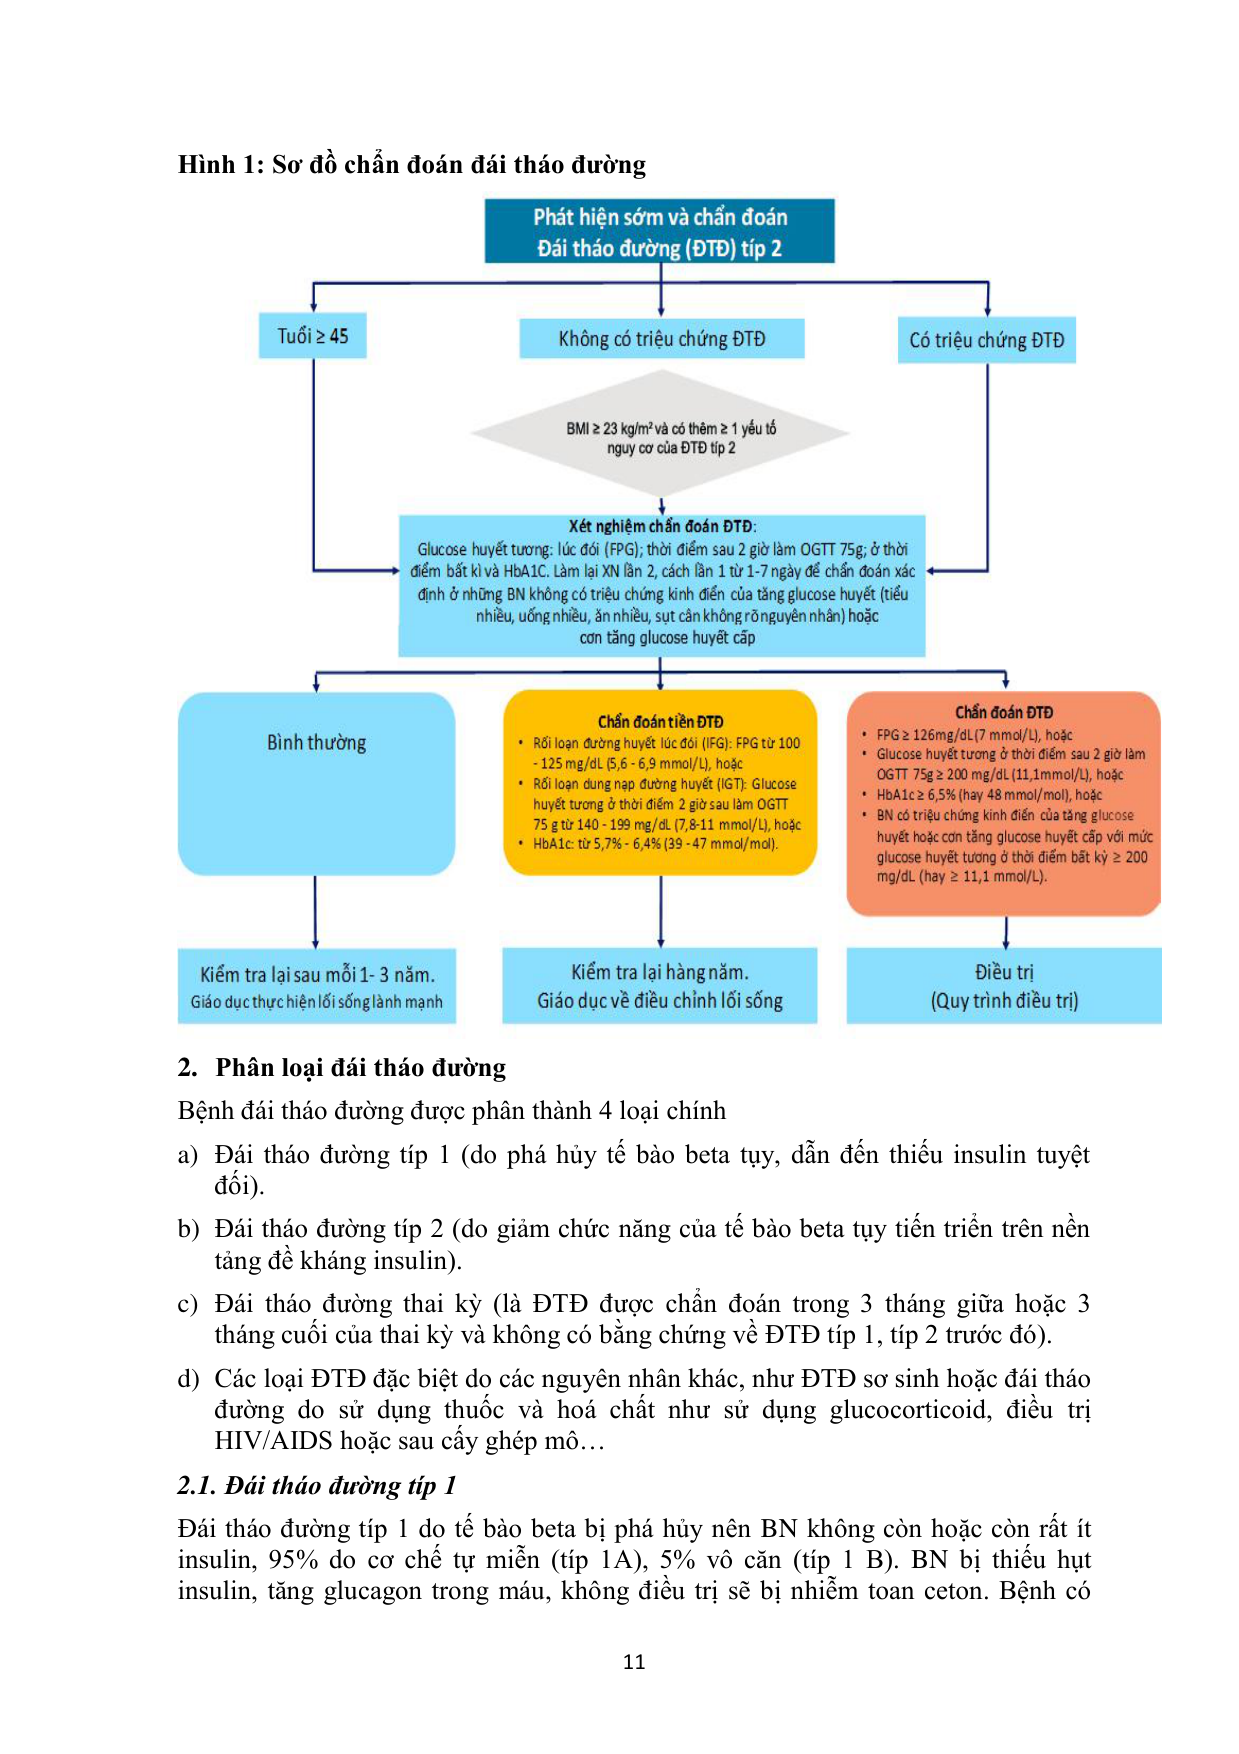 Hình 1: Sơ đồ chẩn đoán đái tháo đường
Phát hiện sớm và chẩn đoán
Đái tháo đường (ĐTĐ) típ 2
Tuổi ≥ 45
Không có triệu chứng ĐTĐ
Có triệu chứng ĐTĐ
BMI ≥ 23 kg/m² và có thêm ≥ 1 yếu tố
nguy cơ của ĐTĐ típ 2
Xét nghiệm chẩn đoán ĐTĐ:
Glucose huyết tương: lúc đói (FPG); thời điểm sau 2 giờ làm OGTT 75g; ở thời
điểm bất kì và HbA1C. Làm lại XN lần 2, cách lần 1 từ 1-7 ngày để chẩn đoán xác
định ở những BN không có triệu chứng kinh điển của tăng glucose huyết (tiểu
nhiều, uống nhiều, ăn nhiều, sụt cân không rõ nguyên nhân) hoặc
cơn tăng glucose huyết cấp
Bình thường
Chẩn đoán tiền ĐTĐ
• Rối loạn đường huyết lúc đói (IFG): FPG từ 100
- 125 mg/dL (5,6 - 6,9 mmol/L), hoặc
• Rối loạn dung nạp đường huyết (IGT): Glucose
huyết tương ở thời điểm 2 giờ sau làm OGTT
75 g từ 140 - 199 mg/dL (7,8-11 mmol/L), hoặc
• HbA1c: từ 5,7% - 6,4% (39 - 47 mmol/mol).
Chẩn đoán ĐTĐ
• FPG ≥ 126mg/dL (7 mmol/L), hoặc
• Glucose huyết tương ở thời điểm sau 2 giờ làm
OGTT 75g ≥ 200 mg/dL (11,1mmol/L), hoặc
• HbA1c ≥ 6,5% (hay 48 mmol/mol), hoặc
• BN có triệu chứng kinh điển của tăng glucose
huyết hoặc cơn tăng glucose huyết cấp với mức
glucose huyết tương ở thời điểm bất kỳ ≥ 200
mg/dL (hay ≥ 11,1 mmol/L).
Kiểm tra lại sau mỗi 1- 3 năm.
Giáo dục thực hiện lối sống lành mạnh
Kiểm tra lại hàng năm.
Giáo dục về điều chỉnh lối sống
Điều trị
(Quy trình điều trị)
2. Phân loại đái tháo đường
Bệnh đái tháo đường được phân thành 4 loại chính
a) Đái tháo đường típ 1 (do phá hủy tế bào beta tụy, dẫn đến thiếu insulin tuyệt
đối).
b) Đái tháo đường típ 2 (do giảm chức năng của tế bào beta tụy tiến triển trên nền
tảng đề kháng insulin).
c) Đái tháo đường thai kỳ (là ĐTĐ được chẩn đoán trong 3 tháng giữa hoặc 3
tháng cuối của thai kỳ và không có bằng chứng về ĐTĐ típ 1, típ 2 trước đó).
d) Các loại ĐTĐ đặc biệt do các nguyên nhân khác, như ĐTĐ sơ sinh hoặc đái tháo
đường do sử dụng thuốc và hoá chất như sử dụng glucocorticoid, điều trị
HIV/AIDS hoặc sau cấy ghép mô…
2.1. Đái tháo đường típ 1
Đái tháo đường típ 1 do tế bào beta bị phá hủy nên BN không còn hoặc còn rất ít
insulin, 95% do cơ chế tự miễn (típ 1A), 5% vô căn (típ 1 B). BN bị thiếu hụt
insulin, tăng glucagon trong máu, không điều trị sẽ bị nhiễm toan ceton. Bệnh có
11